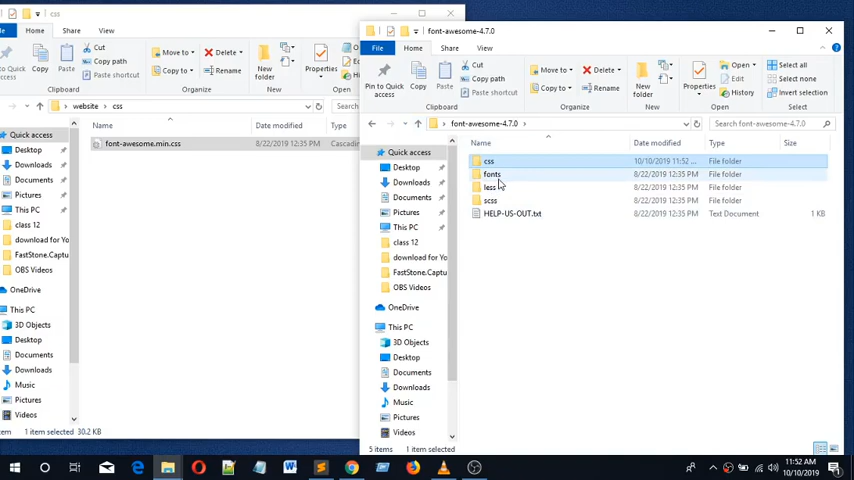 css
Home Share View
Copy
Paste
Cut
Copy path
Paste shortcut
Clipboard
Move to
Copy to
Delete
Rename
Organize
New folder
Properties
website › css
Name
Date modified
font-awesome.min.css 8/22/2019 12:35 PM
Quick access
Desktop
Downloads
Documents
Pictures
This PC
class 12
OBS Videos
OneDrive
This PC
3D Objects
Desktop
Documents
Downloads
Music
Pictures
Videos
1 item selected 30.2 KB
font-awesome-4.7.0
File Home Share View
Pin to Quick access
Copy
Paste
Cut
Copy path
Paste shortcut
Clipboard
Move to
Copy to
Delete
Rename
Organize
New folder
New
Properties
Open
Edit
History
Open
Select all
Select none
Invert selection
Select
font-awesome-4.7.0 ›
Search font-awesome-4.7.0
Name Date modified Type Size
css 10/10/2019 11:52 ... File folder
fonts 8/22/2019 12:35 PM File folder
less 8/22/2019 12:35 PM File folder
scss 8/22/2019 12:35 PM File folder
HELP-US-OUT.txt 8/22/2019 12:35 PM Text Document 1 KB
Quick access
Desktop
Downloads
Documents
Pictures
This PC
class 12
download for
FastStone.Captu
OBS Videos
OneDrive
This PC
3D Objects
Desktop
Documents
Downloads
Music
Pictures
Videos
5 items 1 item selected
11:52 AM
10/10/2019